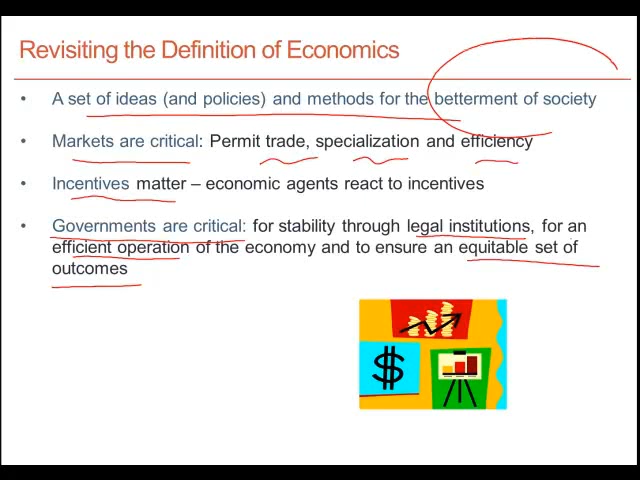 Revisiting the Definition of Economics
• A set of ideas (and policies) and methods for the betterment of society
• Markets are critical: Permit trade, specialization and efficiency
• Incentives matter – economic agents react to incentives
• Governments are critical: for stability through legal institutions, for an
efficient operation of the economy and to ensure an equitable set of
outcomes
$